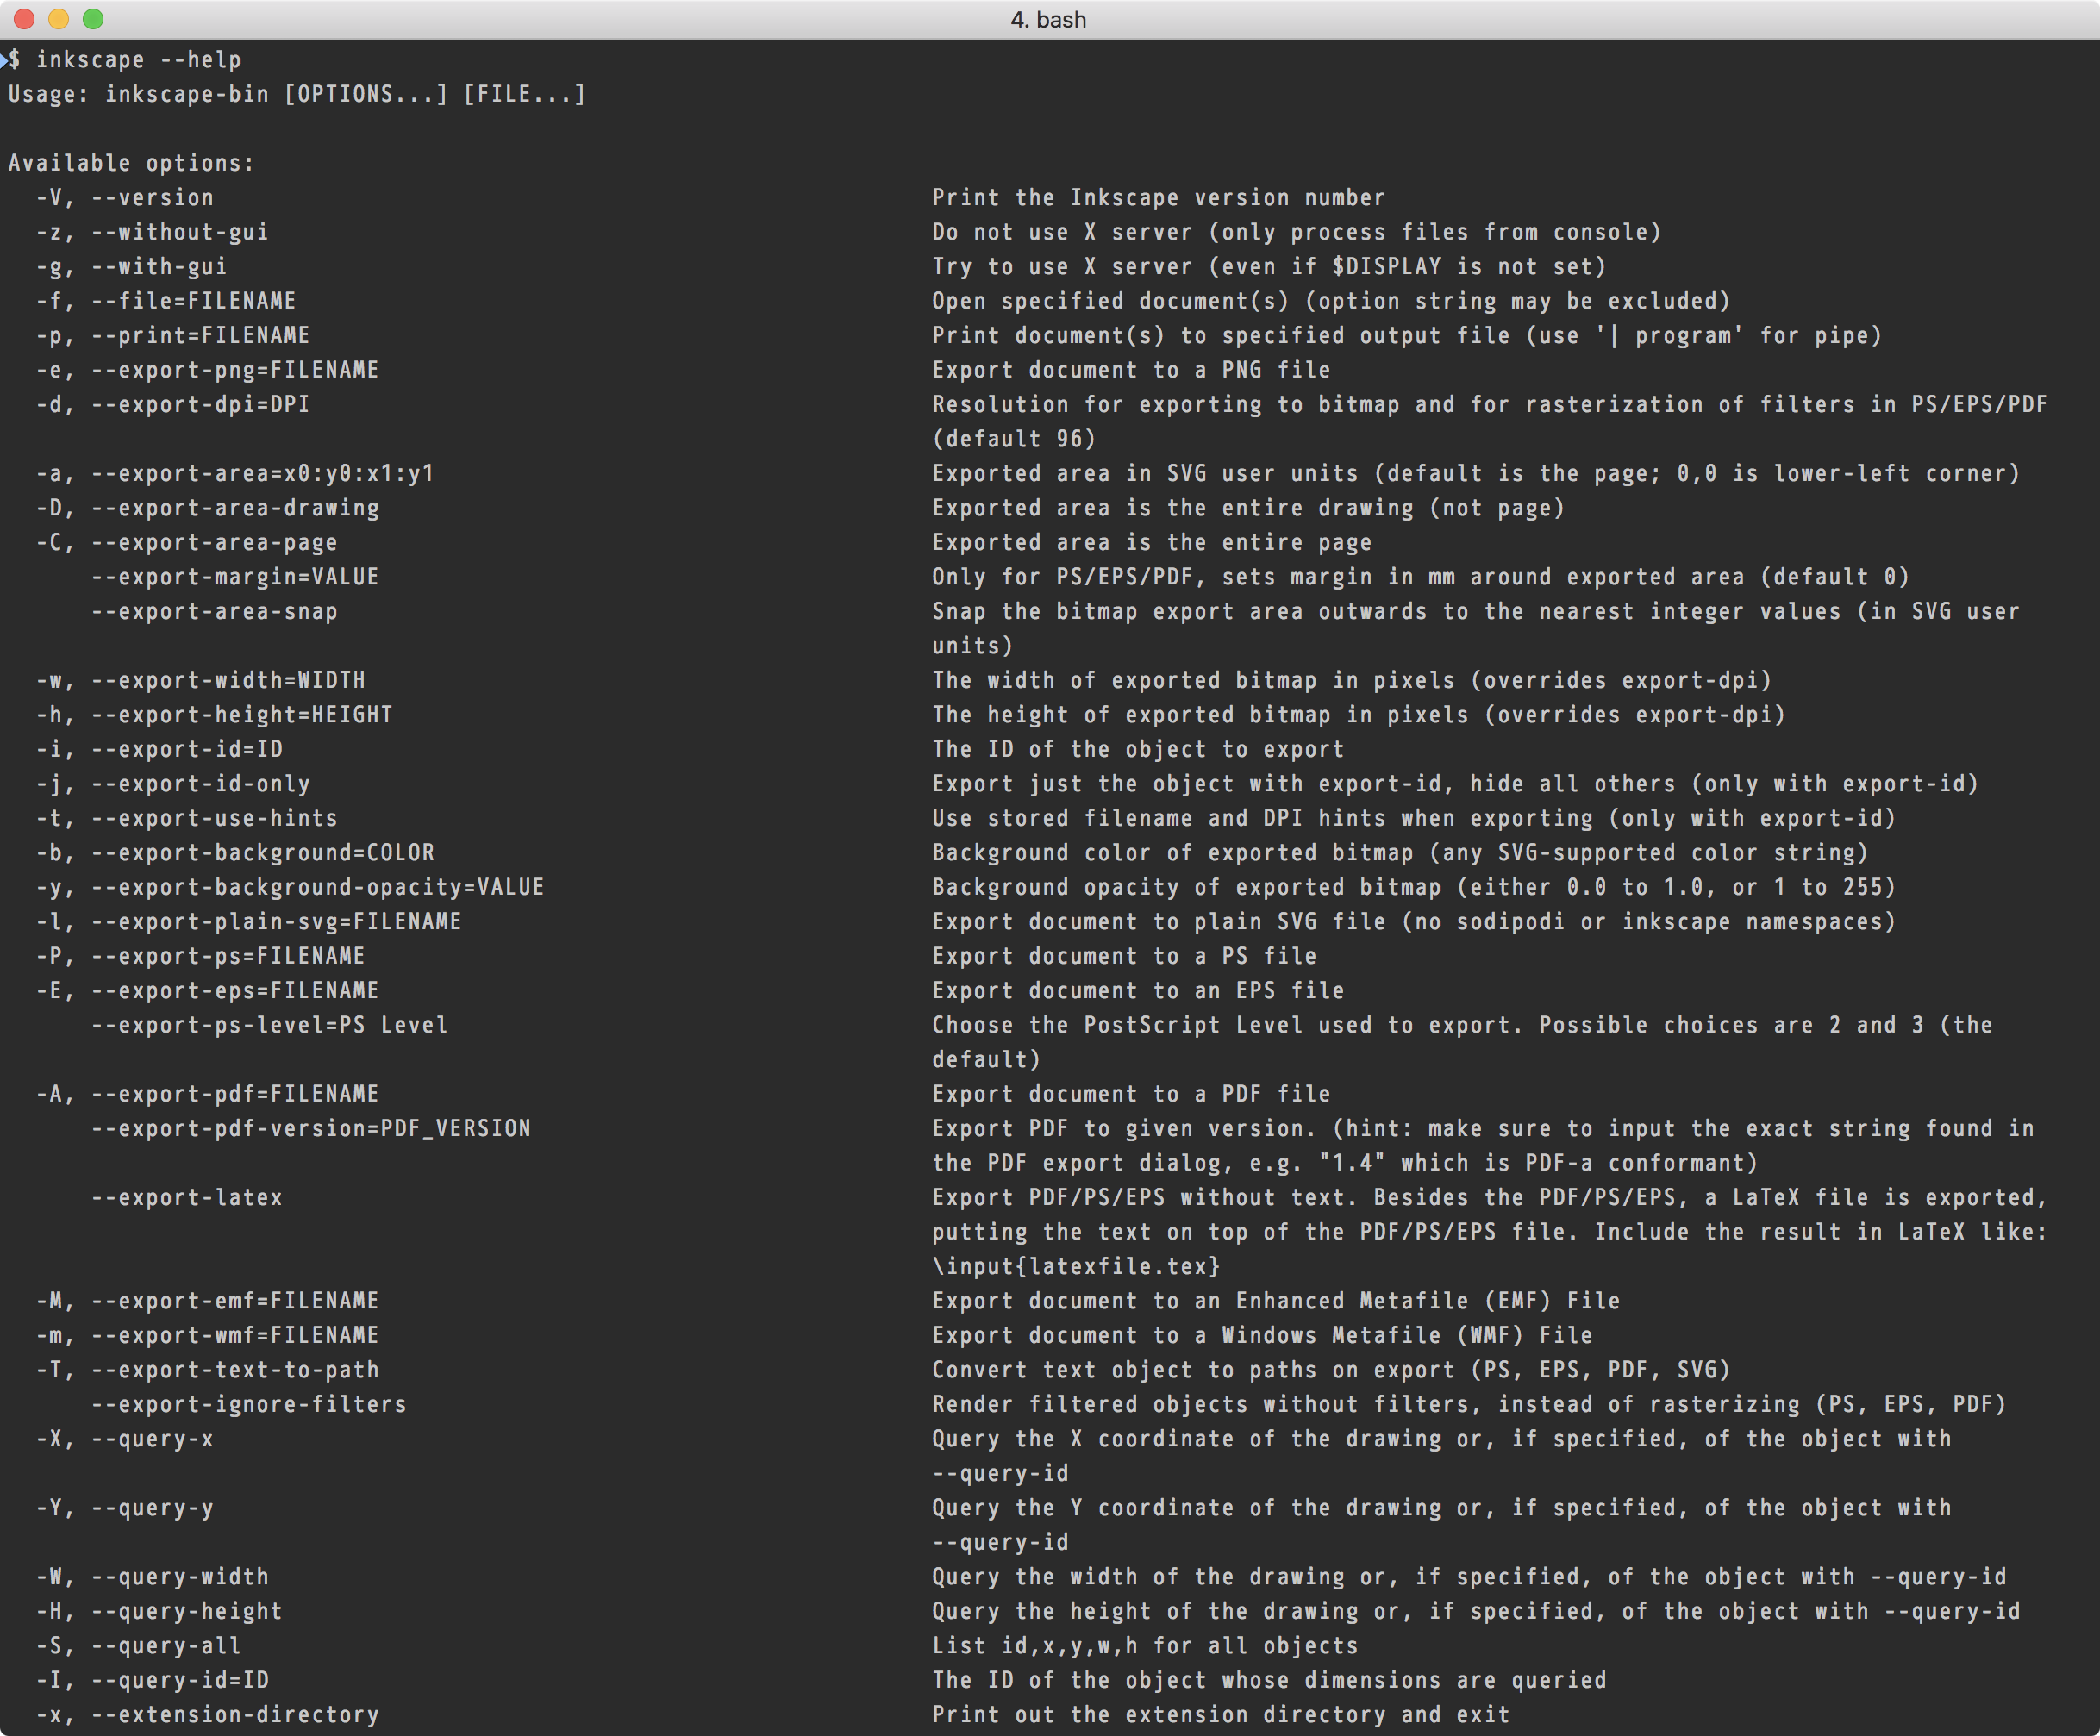 4. bash
$ inkscape --help
Usage: inkscape-bin [OPTIONS...] [FILE...]
Available options:
-V, --version Print the Inkscape version number
-z, --without-gui Do not use X server (only process files from console)
-g, --with-gui Try to use X server (even if $DISPLAY is not set)
-f, --file=FILENAME Open specified document(s) (option string may be excluded)
-p, --print=FILENAME Print document(s) to specified output file (use '| program' for pipe)
-e, --export-png=FILENAME Export document to a PNG file
-d, --export-dpi=DPI Resolution for exporting to bitmap and for rasterization of filters in PS/EPS/PDF
(default 96)
-a, --export-area=x0:y0:x1:y1 Exported area in SVG user units (default is the page; 0,0 is lower-left corner)
-D, --export-area-drawing Exported area is the entire drawing (not page)
-C, --export-area-page Exported area is the entire page
--export-margin=VALUE Only for PS/EPS/PDF, sets margin in mm around exported area (default 0)
--export-area-snap Snap the bitmap export area outwards to the nearest integer values (in SVG user
units)
-w, --export-width=WIDTH The width of exported bitmap in pixels (overrides export-dpi)
-h, --export-height=HEIGHT The height of exported bitmap in pixels (overrides export-dpi)
-i, --export-id=ID The ID of the object to export
-j, --export-id-only Export just the object with export-id, hide all others (only with export-id)
-t, --export-use-hints Use stored filename and DPI hints when exporting (only with export-id)
-b, --export-background=COLOR Background color of exported bitmap (any SVG-supported color string)
-y, --export-background-opacity=VALUE Background opacity of exported bitmap (either 0.0 to 1.0, or 1 to 255)
-l, --export-plain-svg=FILENAME Export document to plain SVG file (no sodipodi or inkscape namespaces)
-P, --export-ps=FILENAME Export document to a PS file
-E, --export-eps=FILENAME Export document to an EPS file
--export-ps-level=PS Level Choose the PostScript Level used to export. Possible choices are 2 and 3 (the
default)
-A, --export-pdf=FILENAME Export document to a PDF file
--export-pdf-version=PDF_VERSION Export PDF to given version. (hint: make sure to input the exact string found in
the PDF export dialog, e.g. "1.4" which is PDF-a conformant)
--export-latex Export PDF/PS/EPS without text. Besides the PDF/PS/EPS, a LaTeX file is exported,
putting the text on top of the PDF/PS/EPS file. Include the result in LaTeX like:
\input{latexfile.tex}
-M, --export-emf=FILENAME Export document to an Enhanced Metafile (EMF) File
-m, --export-wmf=FILENAME Export document to a Windows Metafile (WMF) File
-T, --export-text-to-path Convert text object to paths on export (PS, EPS, PDF, SVG)
--export-ignore-filters Render filtered objects without filters, instead of rasterizing (PS, EPS, PDF)
-X, --query-x Query the X coordinate of the drawing or, if specified, of the object with
--query-id
-Y, --query-y Query the Y coordinate of the drawing or, if specified, of the object with
--query-id
-W, --query-width Query the width of the drawing or, if specified, of the object with --query-id
-H, --query-height Query the height of the drawing or, if specified, of the object with --query-id
-S, --query-all List id,x,y,w,h for all objects
-I, --query-id=ID The ID of the object whose dimensions are queried
-x, --extension-directory Print out the extension directory and exit